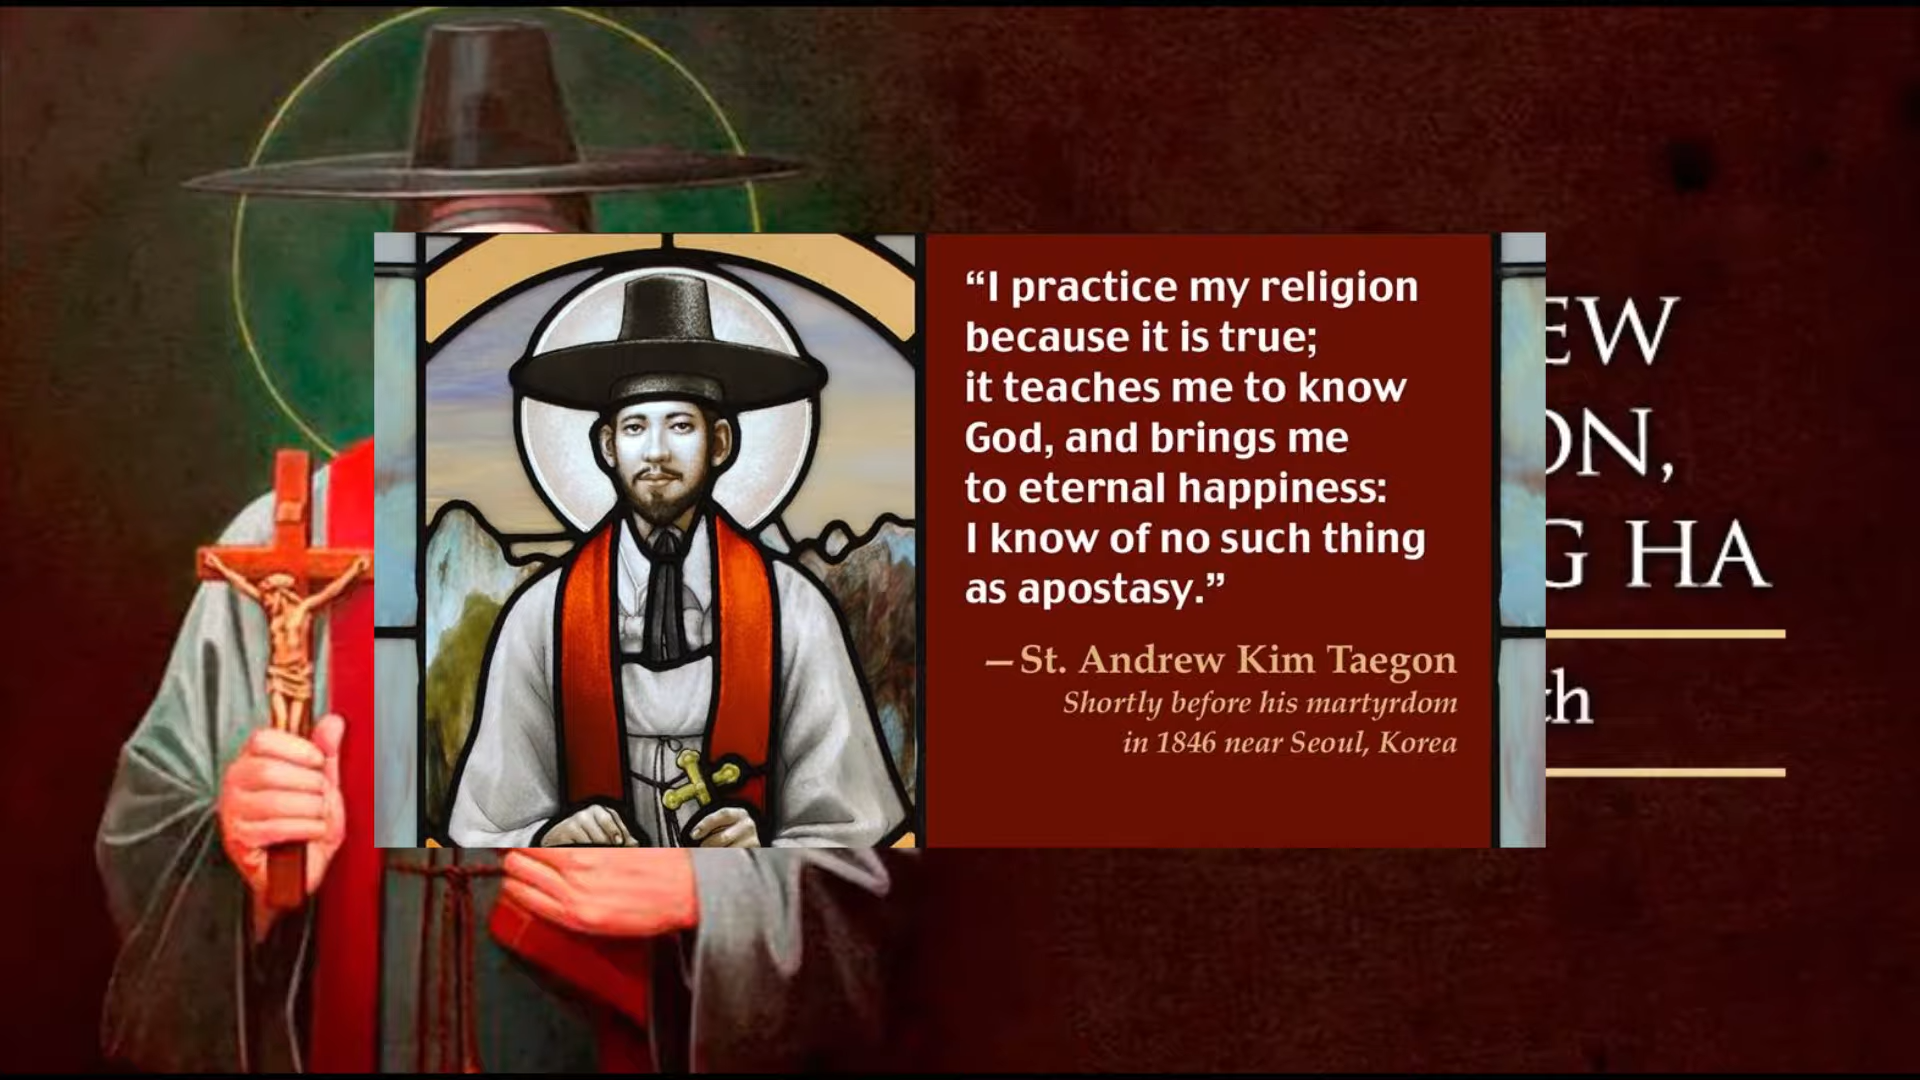 “I practice my religion
because it is true;
it teaches me to know
God, and brings me
to eternal happiness:
I know of no such thing
as apostasy.”
—St. Andrew Kim Taegon
Shortly before his martyrdom
in 1846 near Seoul, Korea
HA